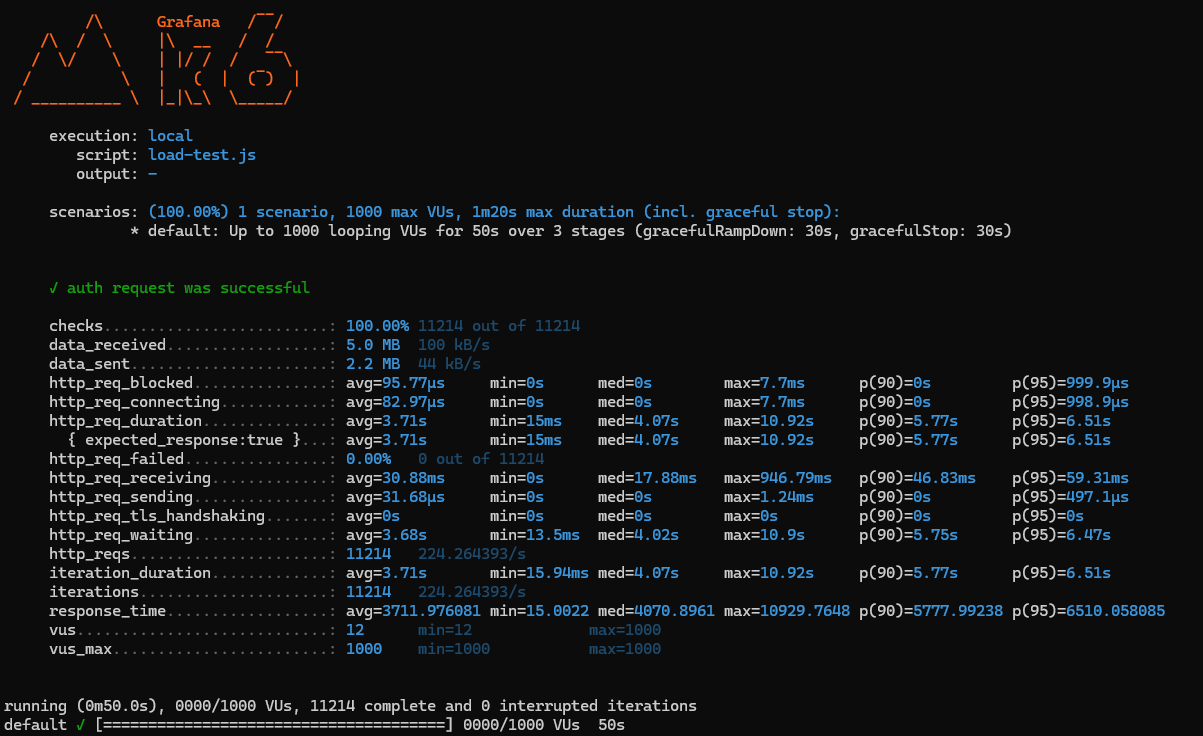 Grafana
execution: local
script: load-test.js
output: -
scenarios: (100.00%) 1 scenario, 1000 max VUs, 1m20s max duration (incl. graceful stop):
* default: Up to 1000 looping VUs for 50s over 3 stages (gracefulRampDown: 30s, gracefulStop: 30s)
✓ auth request was successful
checks.........................: 100.00% 11214 out of 11214
data_received..................: 5.0 MB 100 kB/s
data_sent......................: 2.2 MB 44 kB/s
http_req_blocked...............: avg=95.77µs min=0s med=0s max=7.7ms p(90)=0s p(95)=999.9µs
http_req_connecting............: avg=82.97µs min=0s med=0s max=7.7ms p(90)=0s p(95)=998.9µs
http_req_duration..............: avg=3.71s min=15ms med=4.07s max=10.92s p(90)=5.77s p(95)=6.51s
{ expected_response:true }...: avg=3.71s min=15ms med=4.07s max=10.92s p(90)=5.77s p(95)=6.51s
http_req_failed................: 0.00% 0 out of 11214
http_req_receiving.............: avg=30.88ms min=0s med=17.88ms max=946.79ms p(90)=46.83ms p(95)=59.31ms
http_req_sending...............: avg=31.68µs min=0s med=0s max=1.24ms p(90)=0s p(95)=497.1µs
http_req_tls_handshaking.......: avg=0s min=0s med=0s max=0s p(90)=0s p(95)=0s
http_req_waiting...............: avg=3.68s min=13.5ms med=4.02s max=10.9s p(90)=5.75s p(95)=6.47s
http_reqs......................: 11214 224.264393/s
iteration_duration.............: avg=3.71s min=15.94ms med=4.07s max=10.92s p(90)=5.77s p(95)=6.51s
iterations.....................: 11214 224.264393/s
response_time..................: avg=3711.976081 min=15.0022 med=4070.8961 max=10929.7648 p(90)=5777.99238 p(95)=6510.058085
vus............................: 12 min=12 max=1000
vus_max........................: 1000 min=1000 max=1000
running (0m50.0s), 0000/1000 VUs, 11214 complete and 0 interrupted iterations
default ✓ [======================================] 0000/1000 VUs 50s